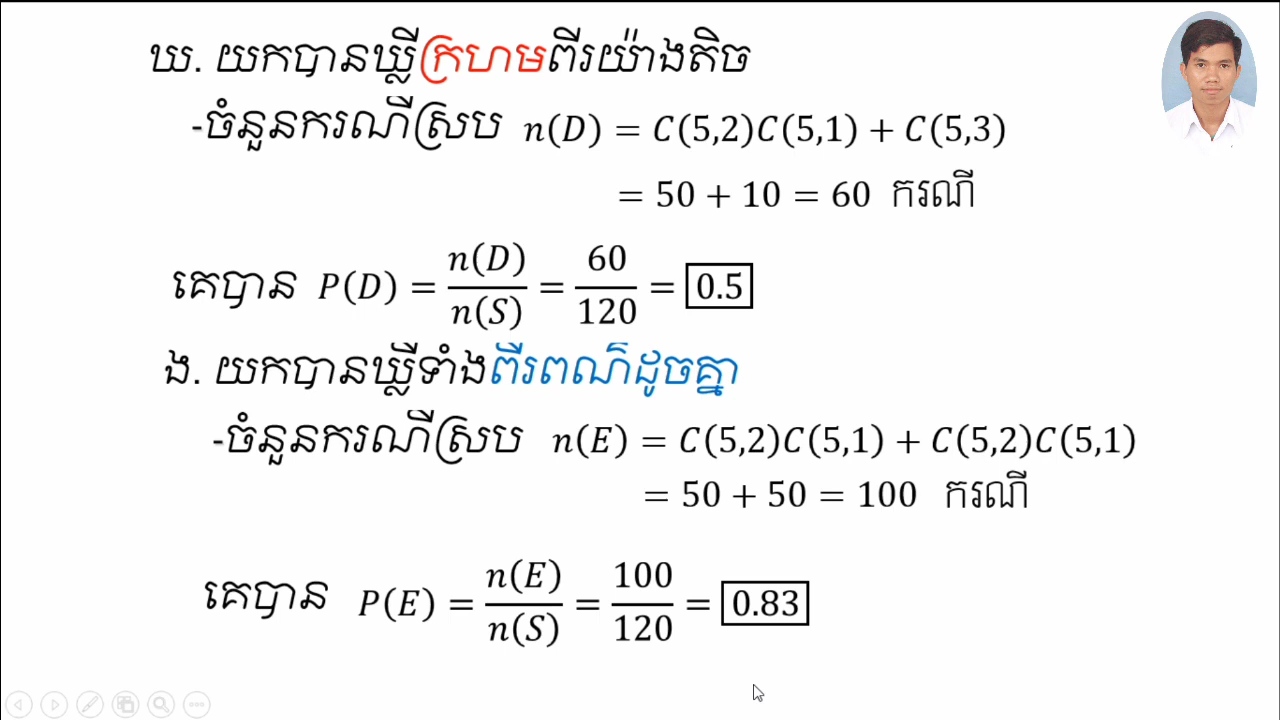 ឃ. យកបានឃ្លីក្រហមពីរយ៉ាងតិច
-ចំនួនករណីស្រប n(D) = C(5,2)C(5,1) + C(5,3)
= 50 + 10 = 60 ករណី
គេបាន P(D) = n(D)/n(S) = 60/120 = 0.5
ង. យកបានឃ្លីទាំងពីរពណ៌ដូចគ្នា
-ចំនួនករណីស្រប n(E) = C(5,2)C(5,1) + C(5,2)C(5,1)
= 50 + 50 = 100 ករណី
គេបាន P(E) = n(E)/n(S) = 100/120 = 0.83